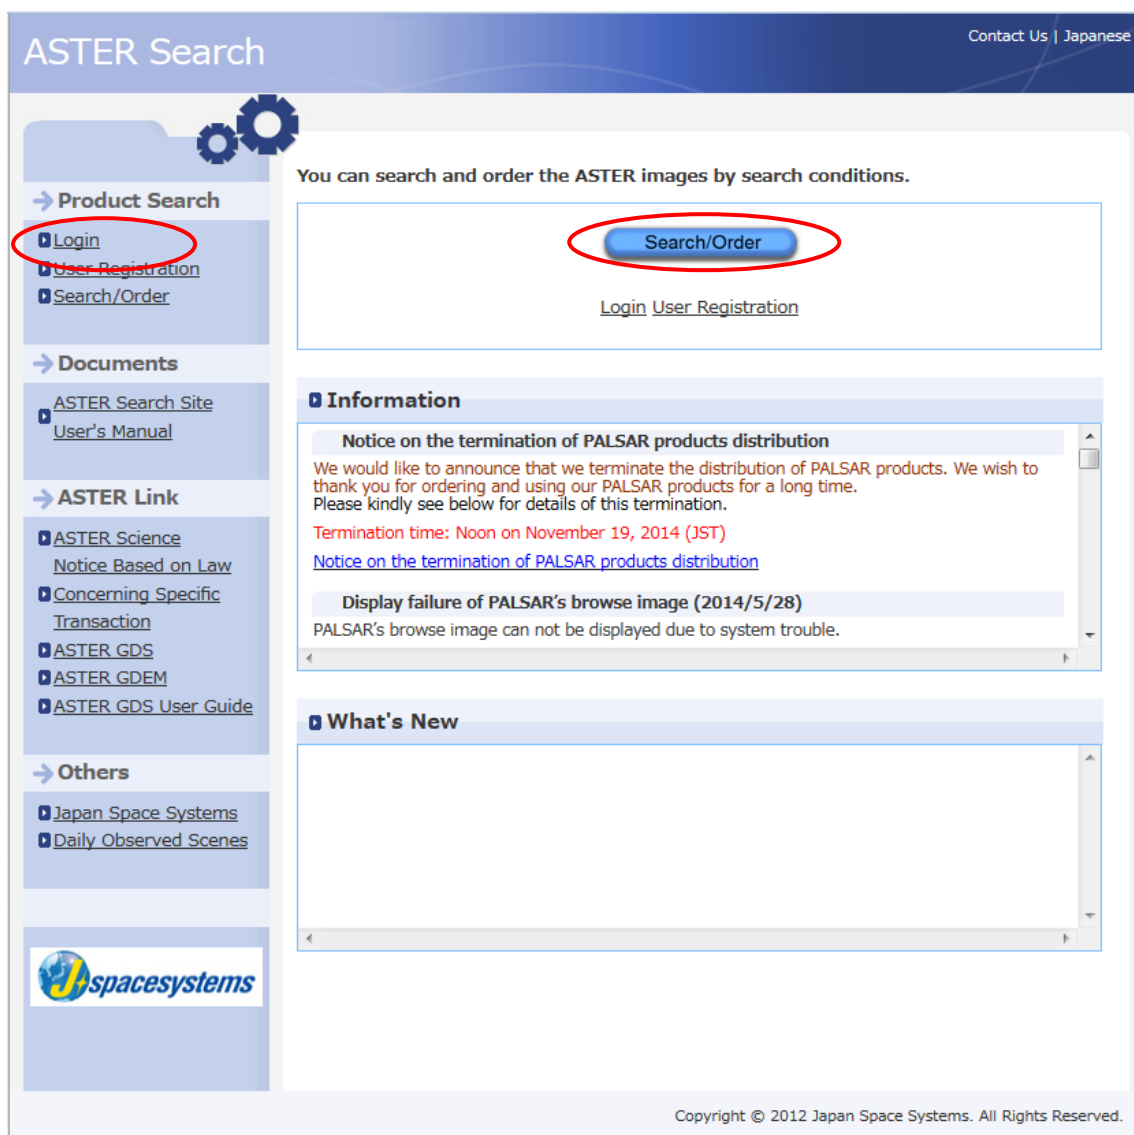 ASTER Search
Contact Us | Japanese
Product Search
Login
User Registration
Search/Order
Documents
ASTER Search Site
User's Manual
ASTER Link
ASTER Science
Notice Based on Law
Concerning Specific
Transaction
ASTER GDS
ASTER GDEM
ASTER GDS User Guide
Others
Japan Space Systems
Daily Observed Scenes
J+spacesystems
You can search and order the ASTER images by search conditions.
Search/Order
Login User Registration
Information
Notice on the termination of PALSAR products distribution
We would like to announce that we terminate the distribution of PALSAR products. We wish to
thank you for ordering and using our PALSAR products for a long time.
Please kindly see below for details of this termination.
Termination time: Noon on November 19, 2014 (JST)
Notice on the termination of PALSAR products distribution
Display failure of PALSAR's browse image (2014/5/28)
PALSAR's browse image can not be displayed due to system trouble.
What's New
Copyright © 2012 Japan Space Systems. All Rights Reserved.